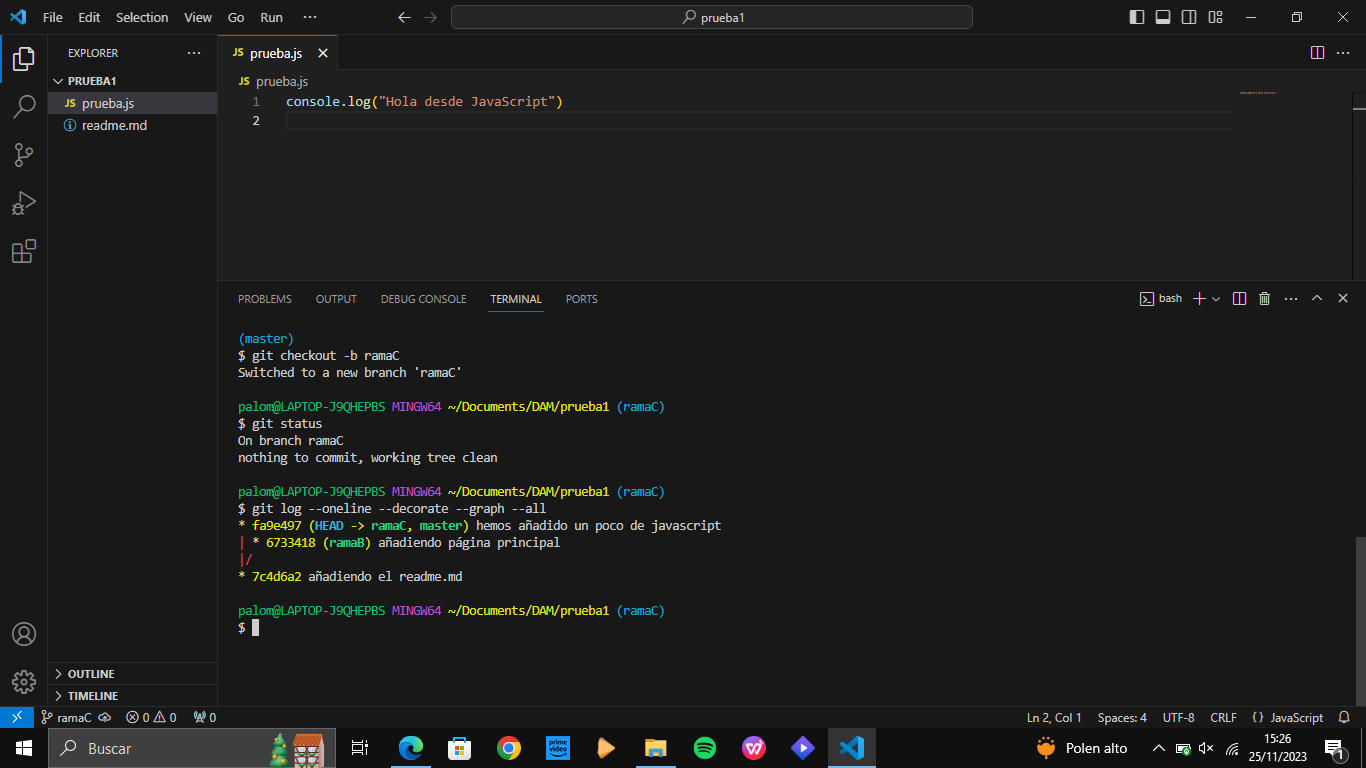 File Edit Selection View Go Run ··· prueba1
EXPLORER ···
PRUEBA1
JS prueba.js
readme.md
OUTLINE
TIMELINE
JS prueba.js
JS prueba.js
1 console.log("Hola desde JavaScript")
2
PROBLEMS OUTPUT DEBUG CONSOLE TERMINAL PORTS bash
(master)
$ git checkout -b ramaC
Switched to a new branch 'ramaC'
palom@LAPTOP-J9QHEPBS MINGW64 ~/Documents/DAM/prueba1 (ramaC)
$ git status
On branch ramaC
nothing to commit, working tree clean
palom@LAPTOP-J9QHEPBS MINGW64 ~/Documents/DAM/prueba1 (ramaC)
$ git log --oneline --decorate --graph --all
* fa9e497 (HEAD -> ramaC, master) hemos añadido un poco de javascript
| * 6733418 (ramaB) añadiendo página principal
|/
* 7c4d6a2 añadiendo el readme.md
palom@LAPTOP-J9QHEPBS MINGW64 ~/Documents/DAM/prueba1 (ramaC)
$
ramaC 0 0 0 Ln 2, Col 1 Spaces: 4 UTF-8 CRLF {} JavaScript
Buscar prime video Polen alto 15:26
25/11/2023 1